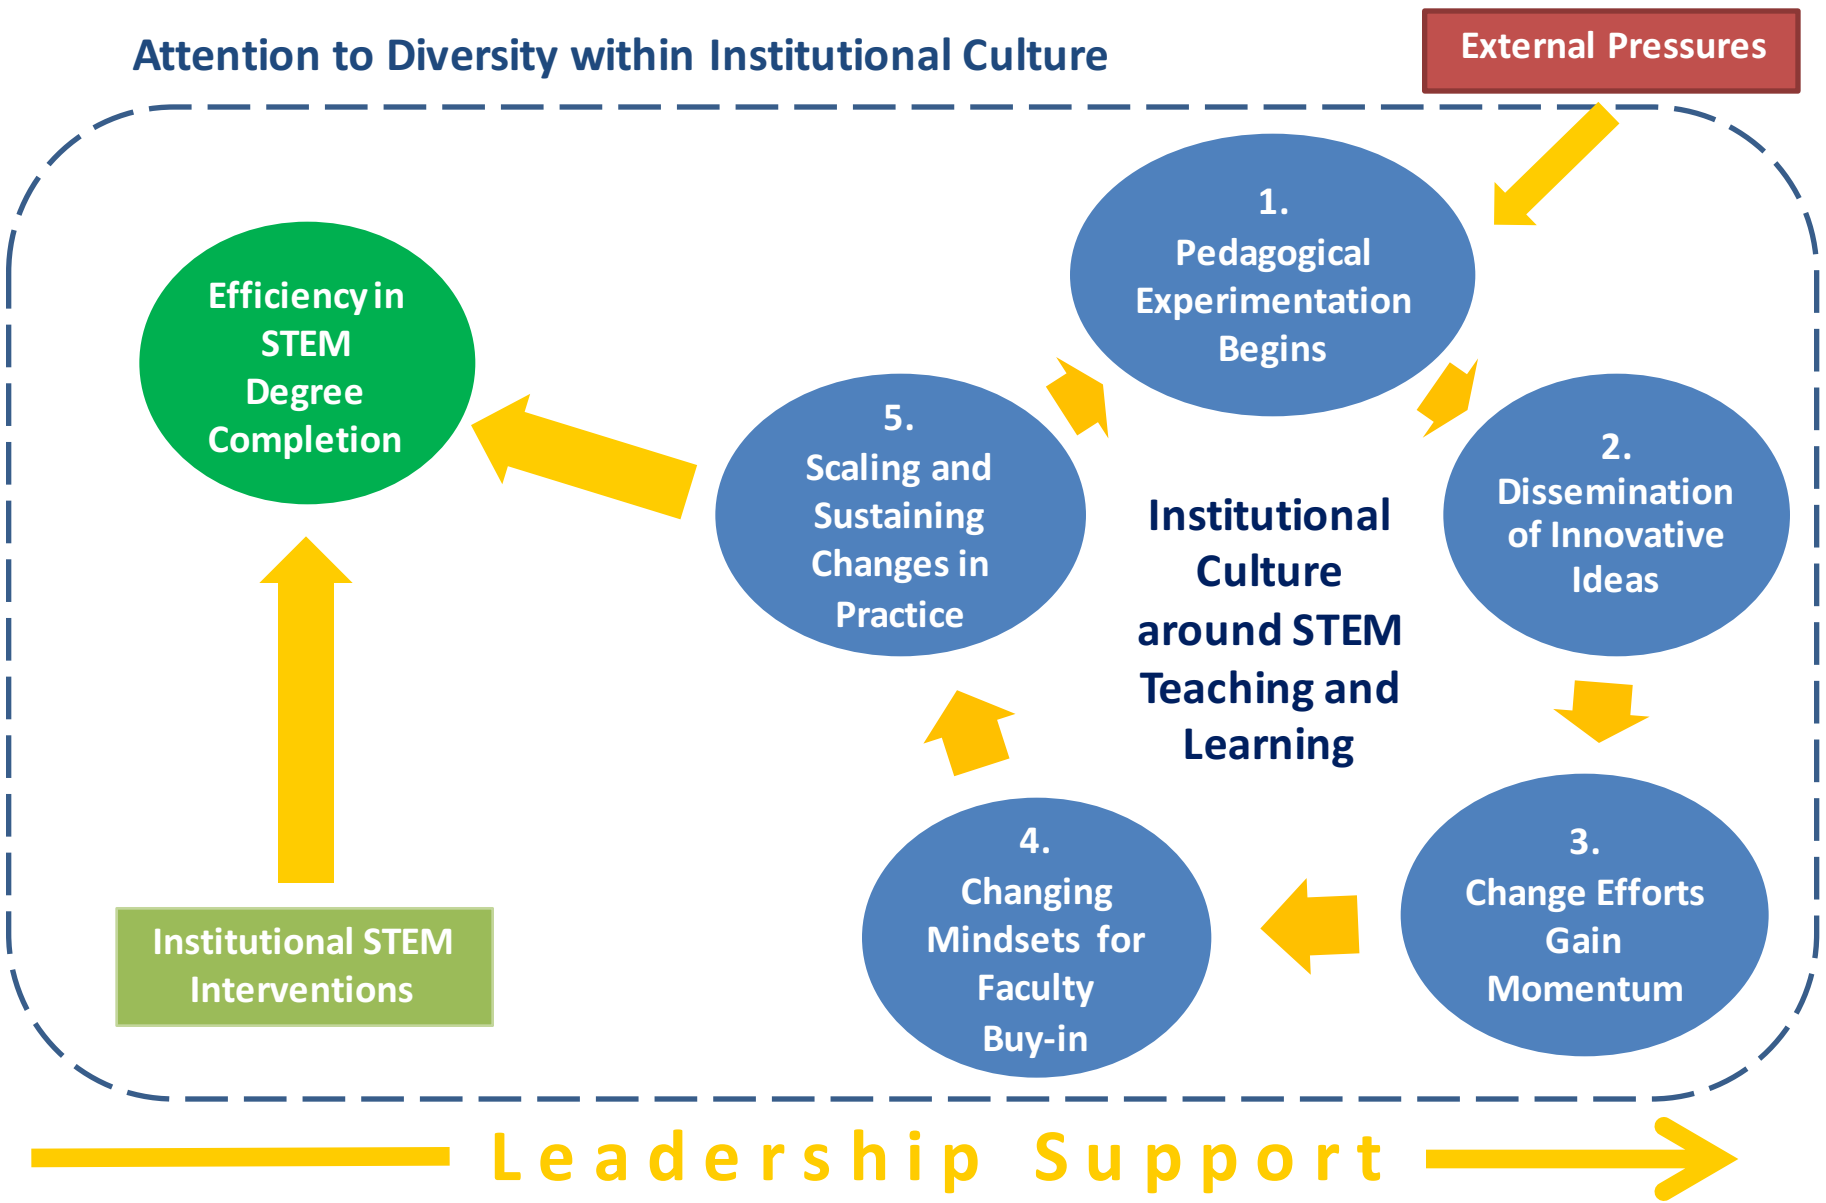 Attention to Diversity within Institutional Culture
External Pressures
1.
Pedagogical
Experimentation
Begins
2.
Dissemination
of Innovative
Ideas
3.
Change Efforts
Gain
Momentum
4.
Changing
Mindsets for
Faculty
Buy-in
5.
Scaling and
Sustaining
Changes in
Practice
Institutional
Culture
around STEM
Teaching and
Learning
Efficiency in
STEM
Degree
Completion
Institutional STEM
Interventions
Leadership Support